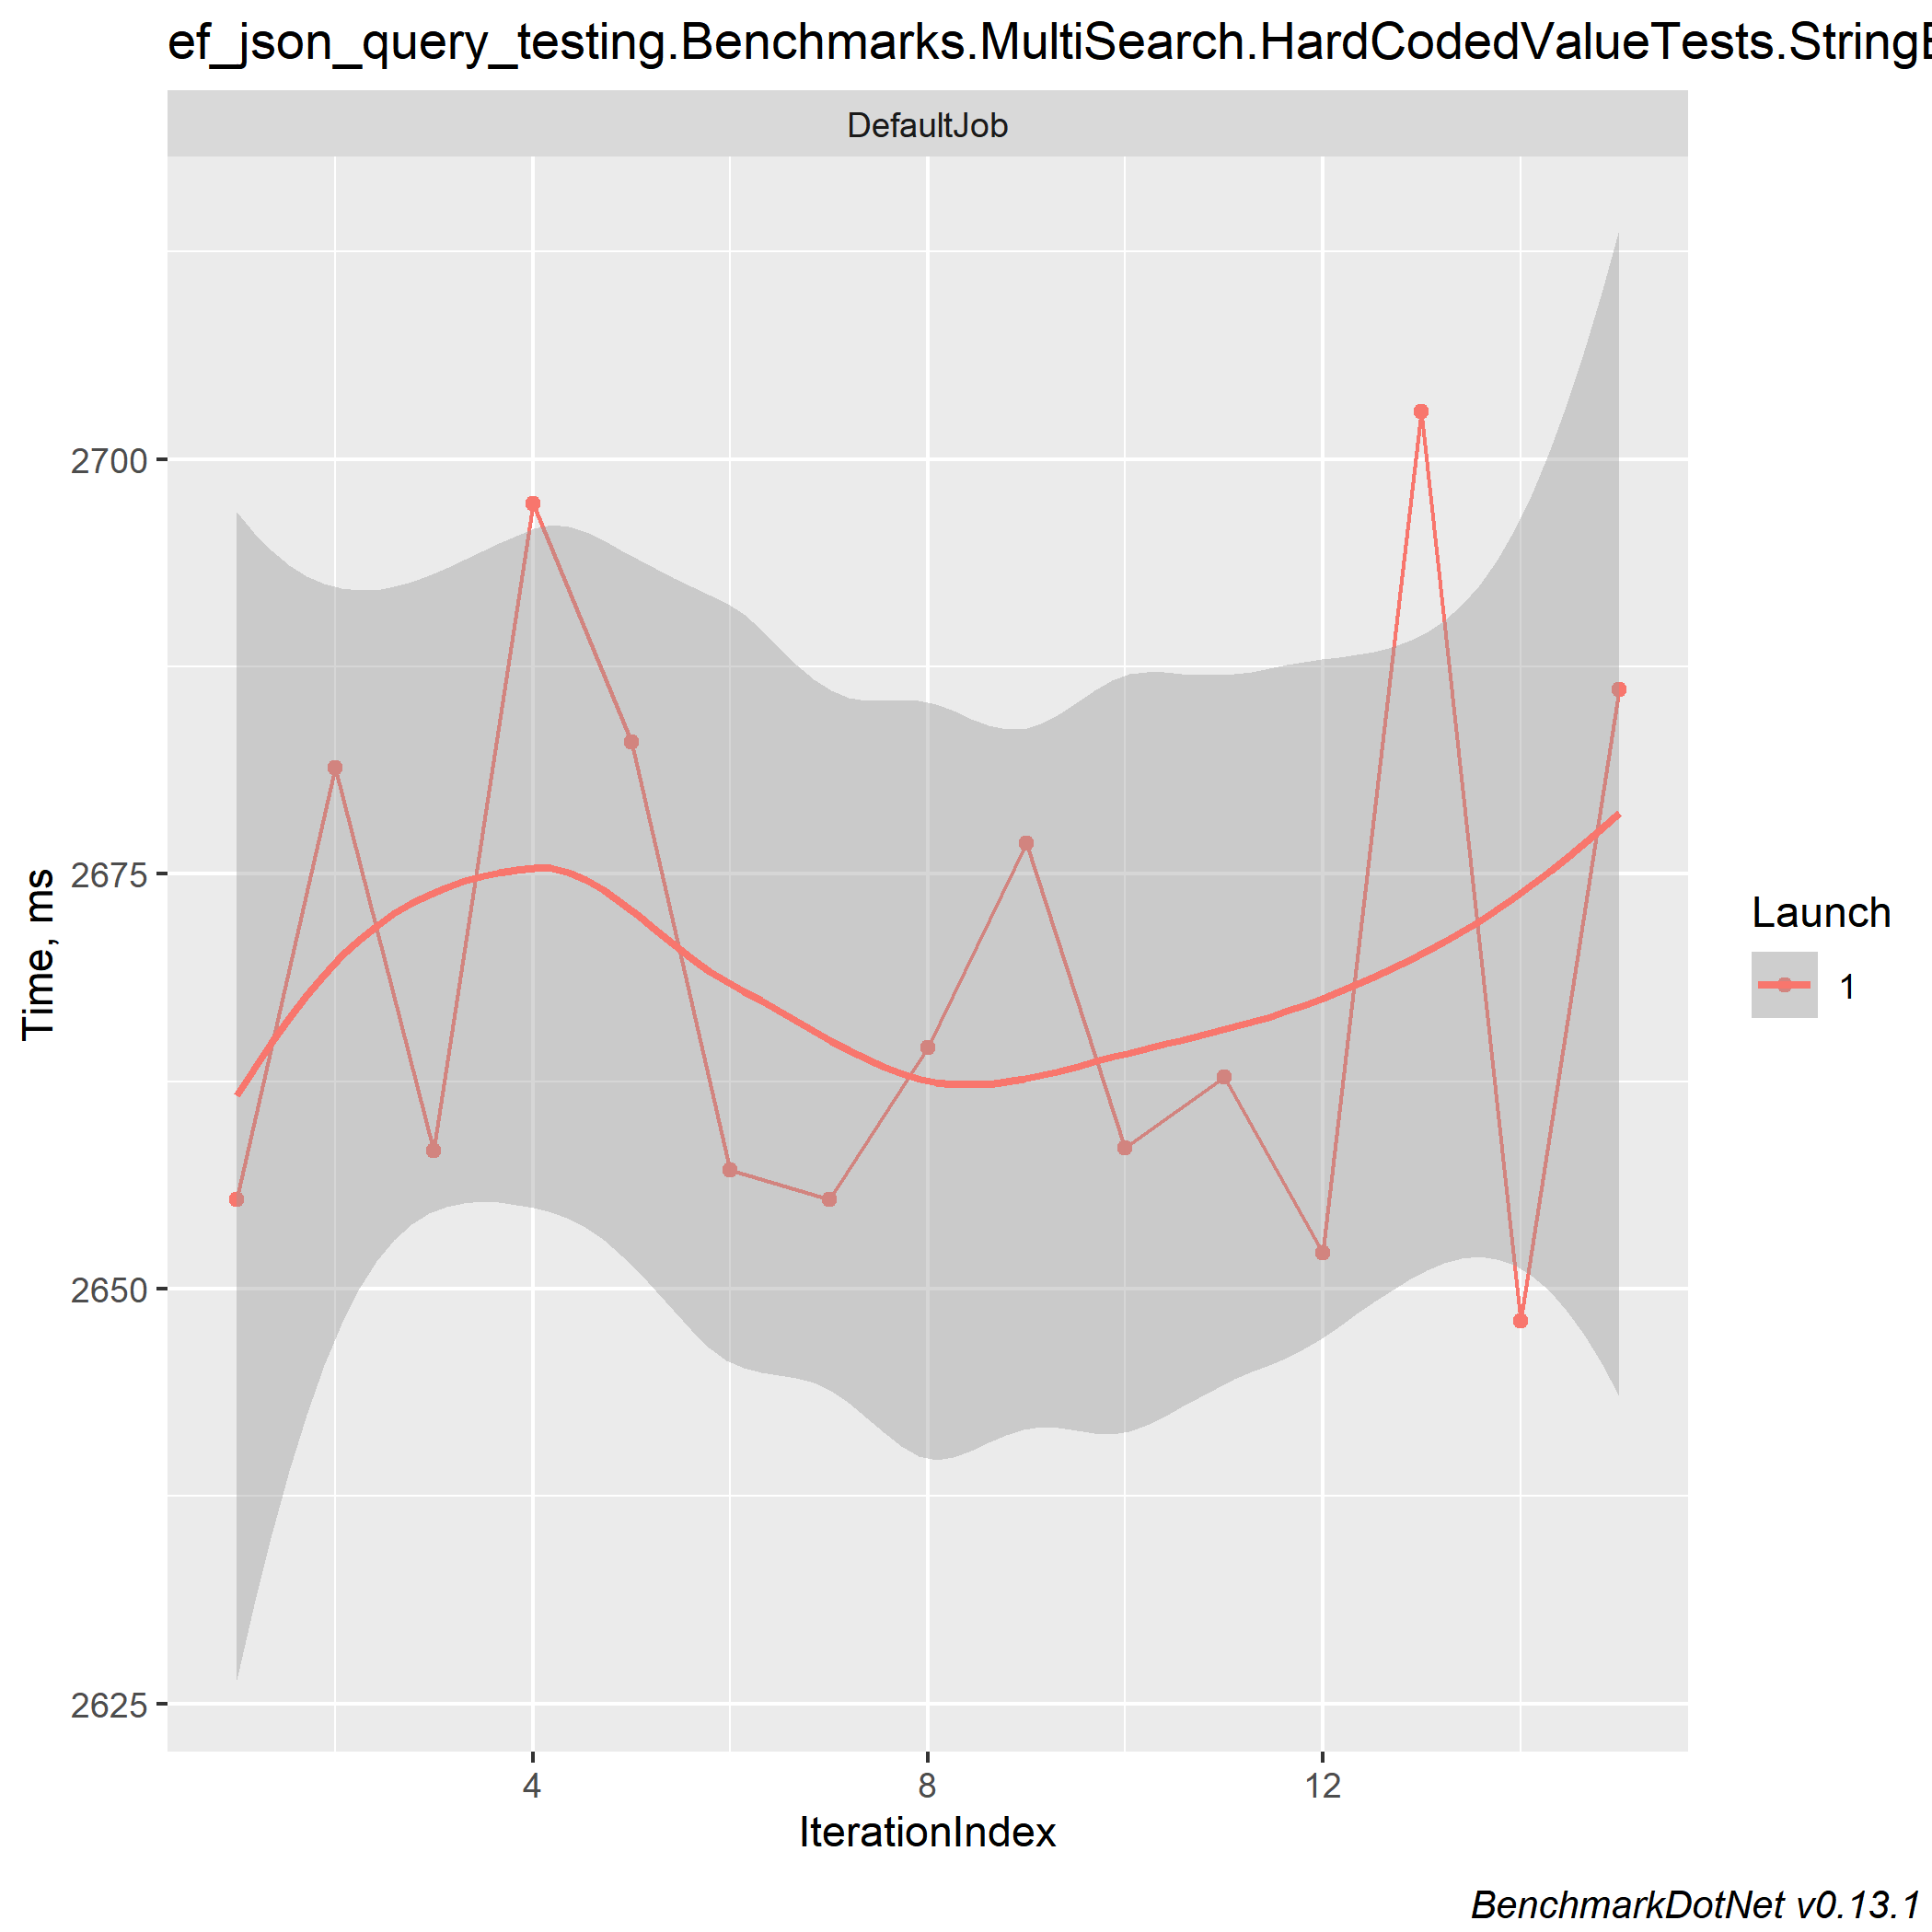 ef_json_query_testing.Benchmarks.MultiSearch.HardCodedValueTests.String
DefaultJob
2700
2675
2650
2625
Time, ms
4
8
12
IterationIndex
Launch
1
BenchmarkDotNet v0.13.1